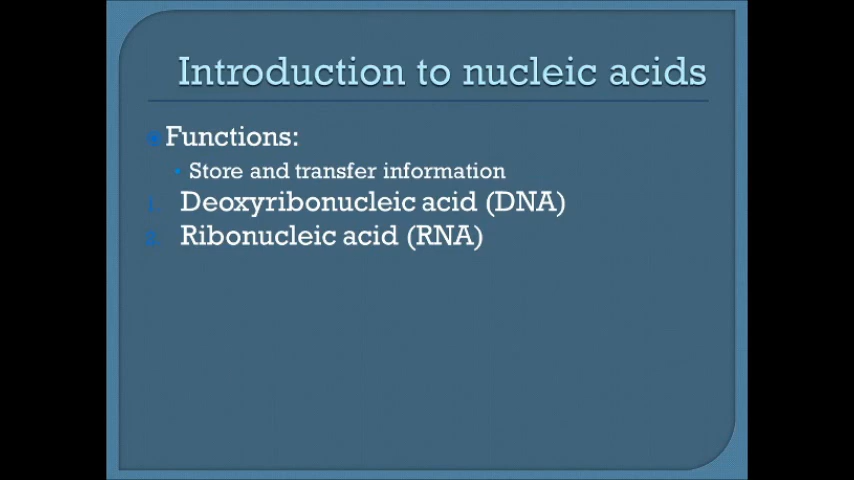 Introduction to nucleic acids
Functions:
• Store and transfer information
1. Deoxyribonucleic acid (DNA)
2. Ribonucleic acid (RNA)